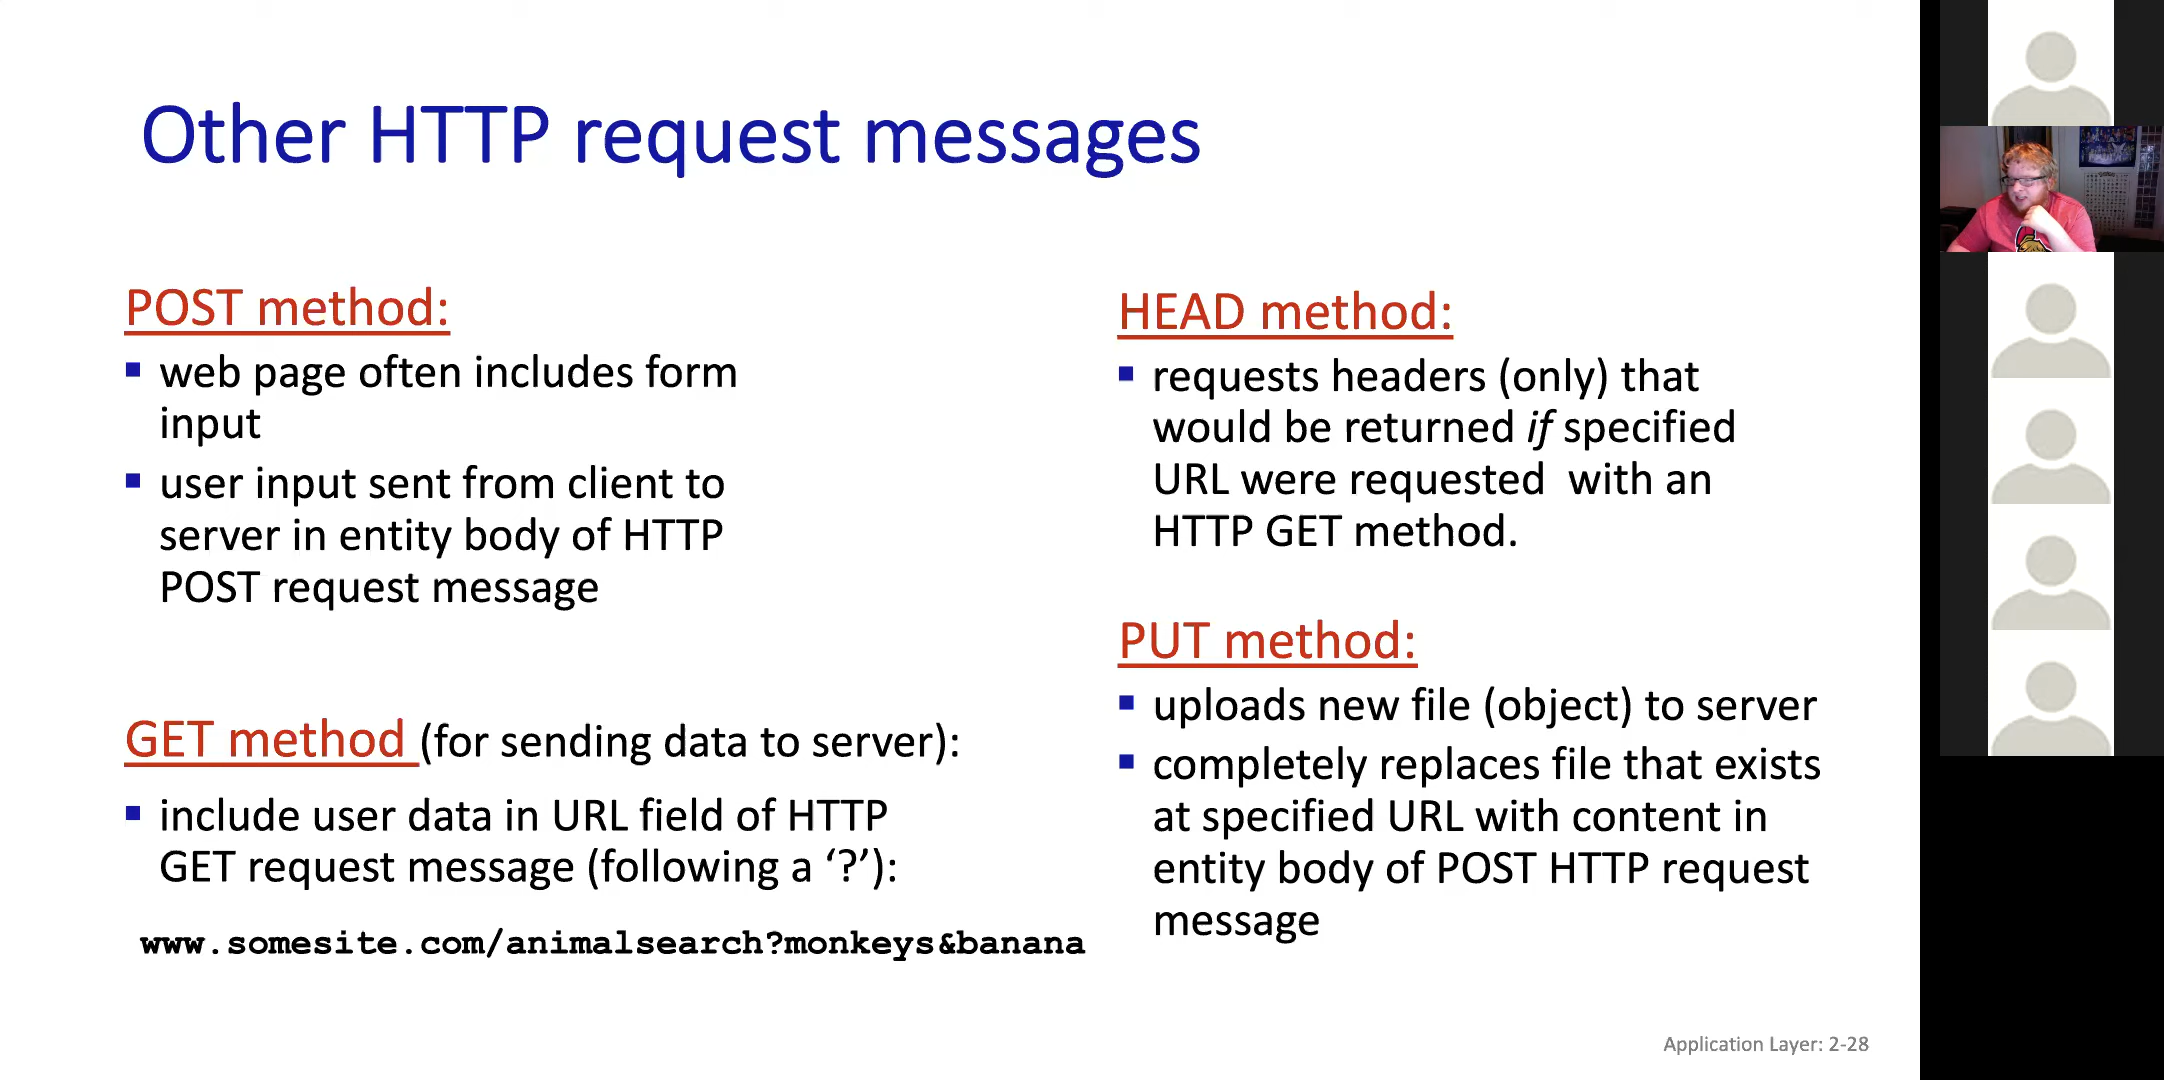 Other HTTP request messages
POST method:
web page often includes form
input
user input sent from client to
server in entity body of HTTP
POST request message
GET method (for sending data to server):
include user data in URL field of HTTP
GET request message (following a ‘?’):
www.somesite.com/animalsearch?monkeys&banana
HEAD method:
requests headers (only) that
would be returned if specified
URL were requested with an
HTTP GET method.
PUT method:
uploads new file (object) to server
completely replaces file that exists
at specified URL with content in
entity body of POST HTTP request
message
Application Layer: 2-28